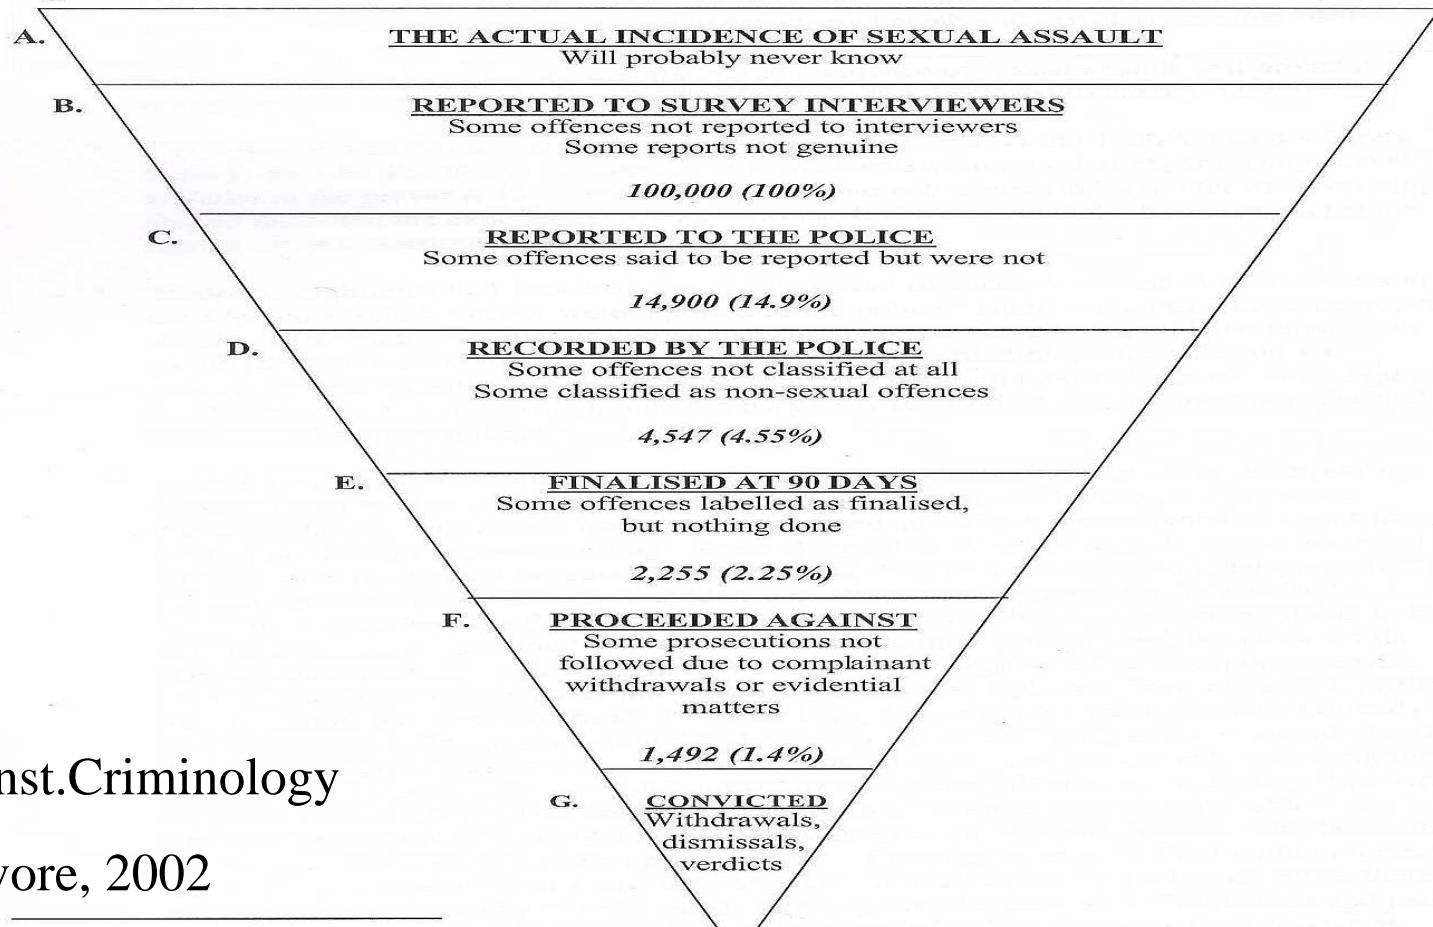 A. THE ACTUAL INCIDENCE OF SEXUAL ASSAULT
Will probably never know
B. REPORTED TO SURVEY INTERVIEWERS
Some offences not reported to interviewers
Some reports not genuine
100,000 (100%)
C. REPORTED TO THE POLICE
Some offences said to be reported but were not
14,900 (14.9%)
D. RECORDED BY THE POLICE
Some offences not classified at all
Some classified as non-sexual offences
4,547 (4.55%)
E. FINALISED AT 90 DAYS
Some offences labelled as finalised,
but nothing done
2,255 (2.25%)
F. PROCEEDED AGAINST
Some prosecutions not
followed due to complainant
withdrawals or evidential
matters
1,492 (1.4%)
G. CONVICTED
Withdrawals,
dismissals,
verdicts
nst.Criminology
vore, 2002